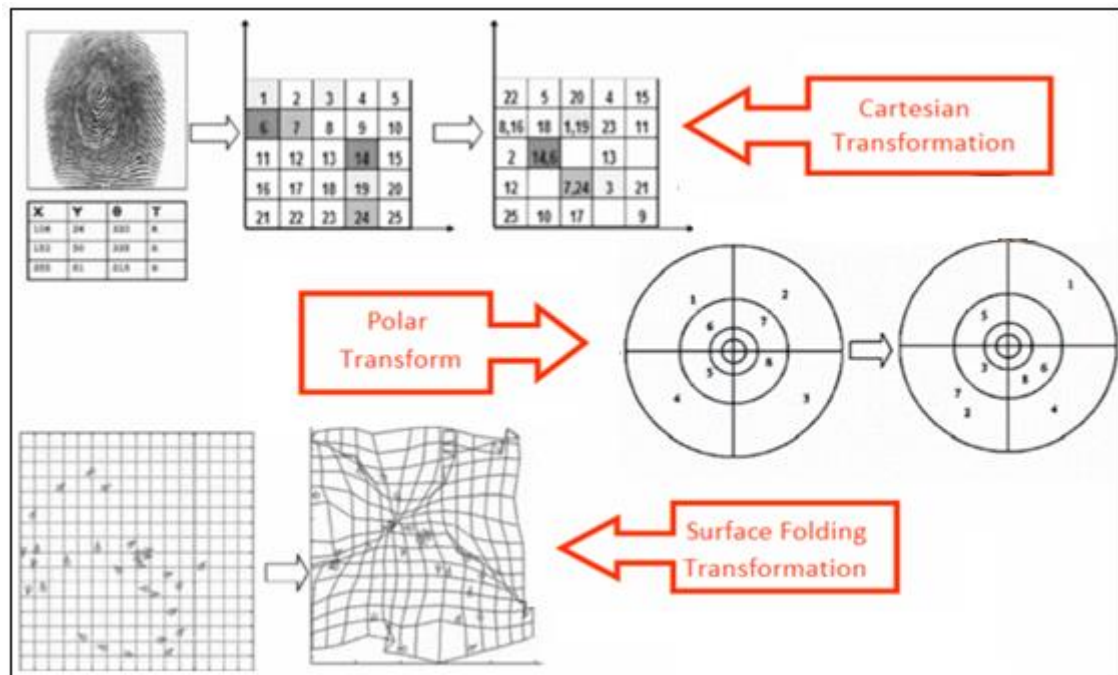 1 2 3 4 5
6 7 8 9 10
11 12 13 14 15
16 17 18 19 20
21 22 23 24 25
22 5 20 4 15
8,16 18 1,19 23 11
2 14,6 13
12 7,24 3 21
25 10 17 9
Cartesian
Transformation
X Y θ T
Polar
Transform
1 2
6 7
5 8
4 3
1
5
3 6
8
7
2 4
Surface Folding
Transformation